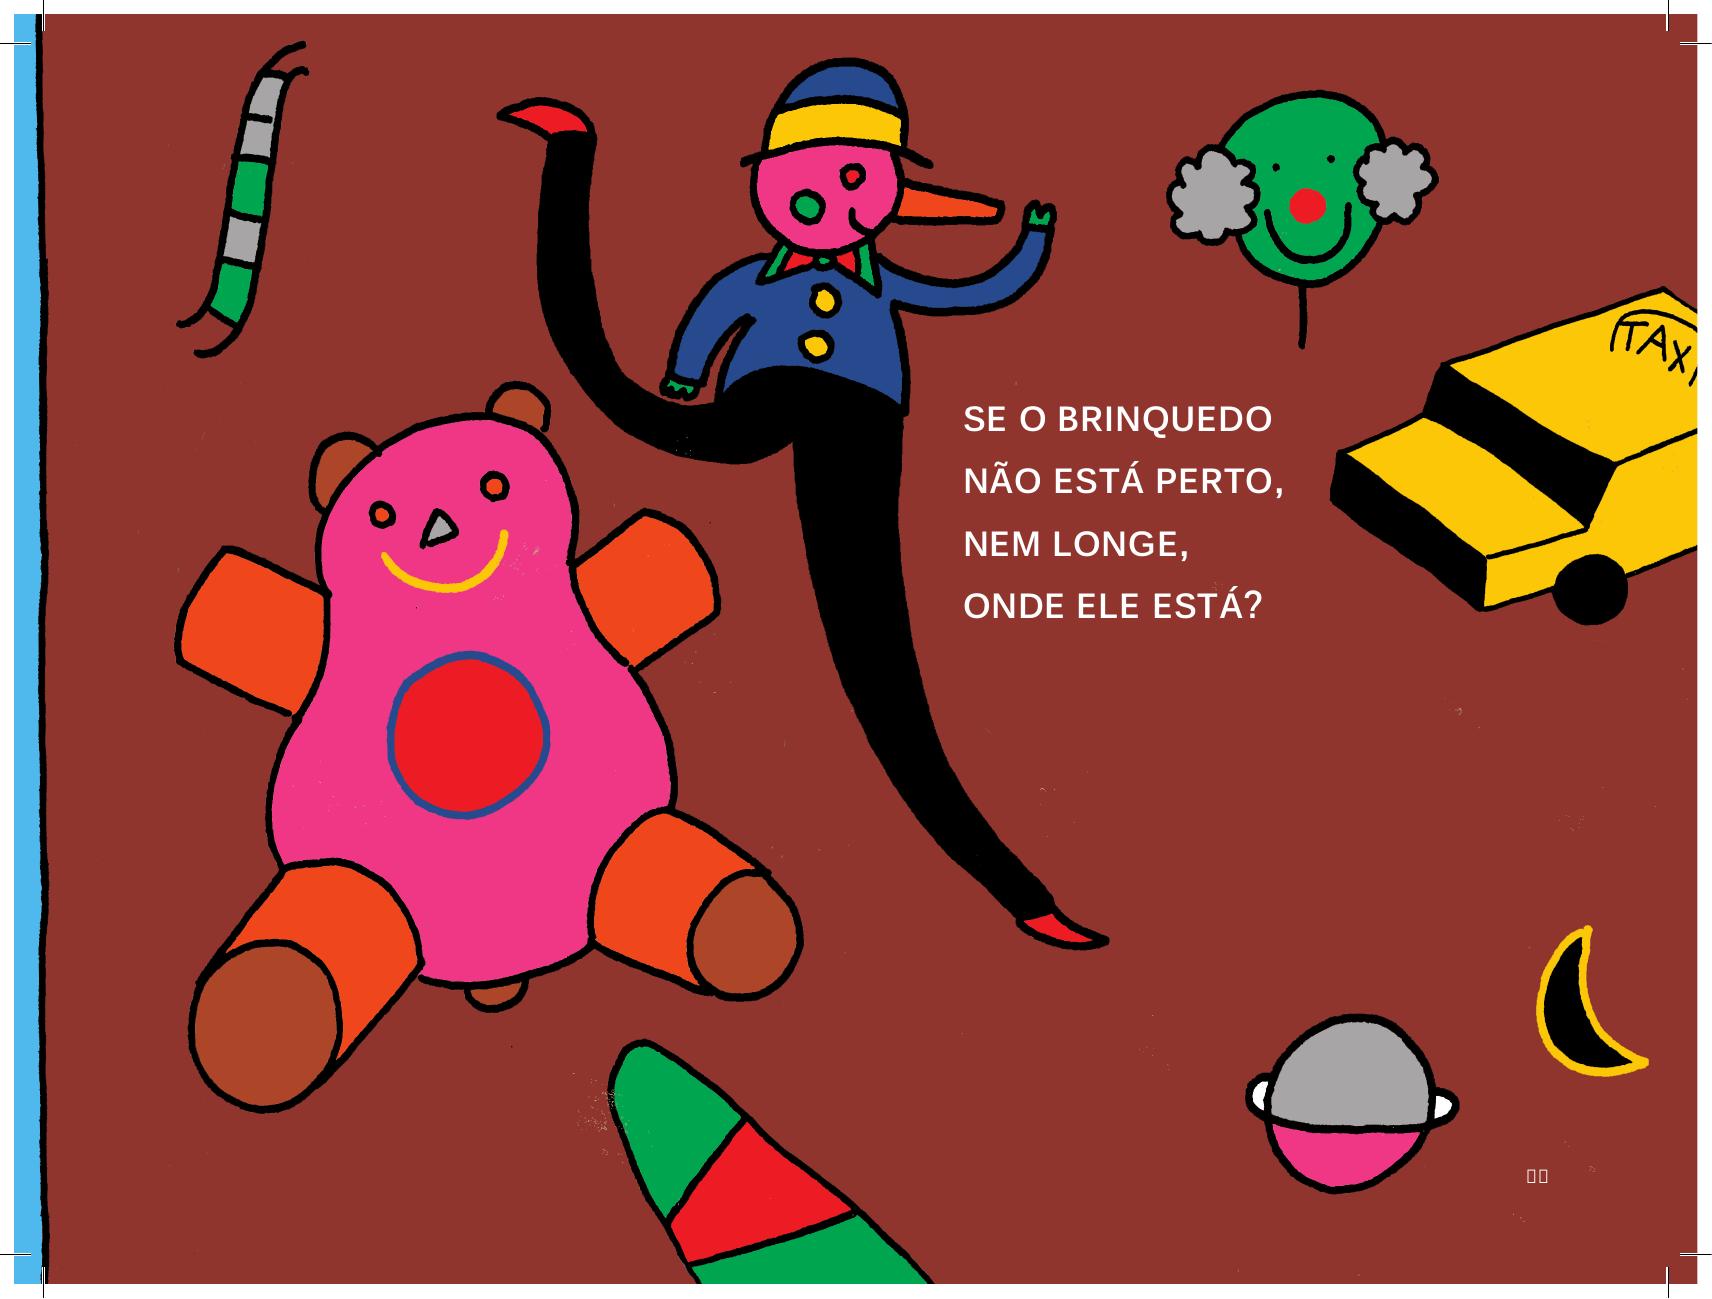 TAXI
SE O BRINQUEDO
NÃO ESTÁ PERTO,
NEM LONGE,
ONDE ELE ESTÁ?